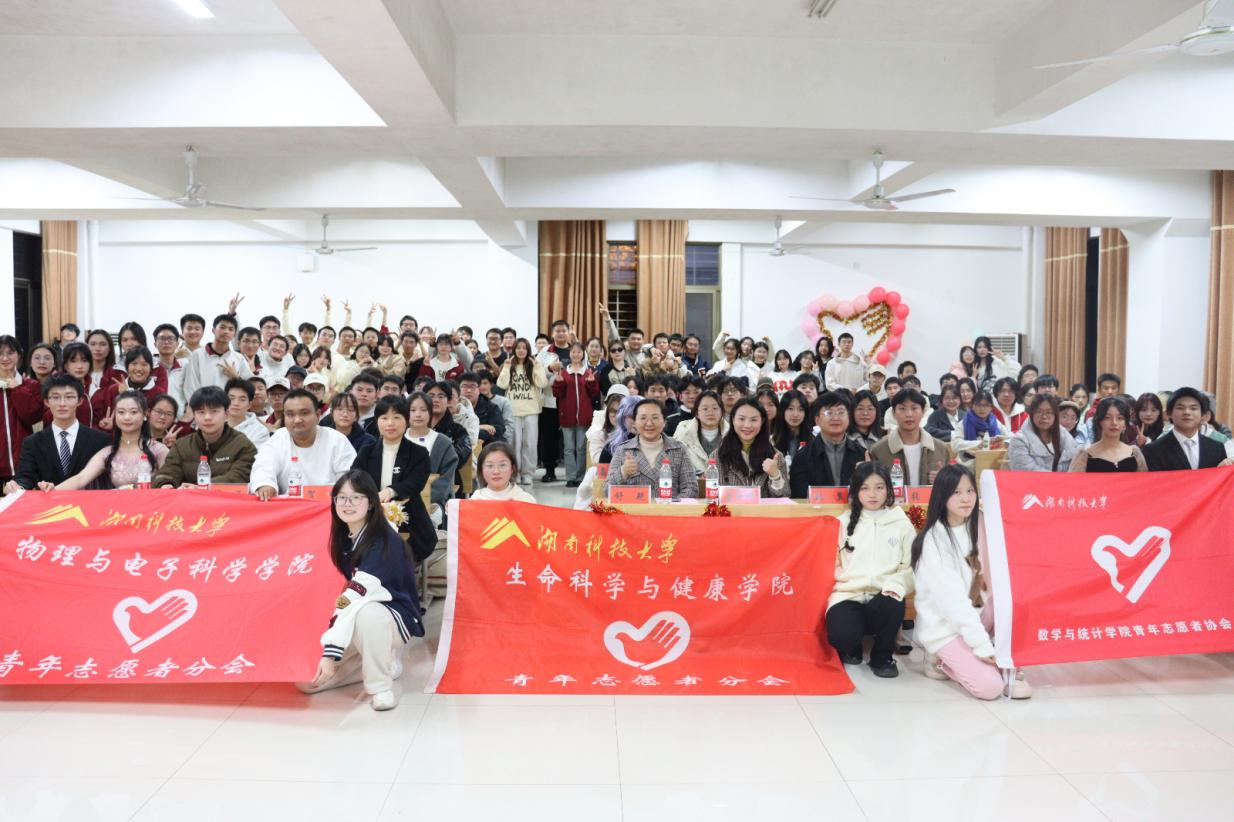 湖南科技大学
物理与电子科学学院
青年志愿者分会
湖南科技大学
生命科学与健康学院
青年志愿者分会
湖南科技大学
数学与统计学院青年志愿者协会
CAN
AND
I WILL